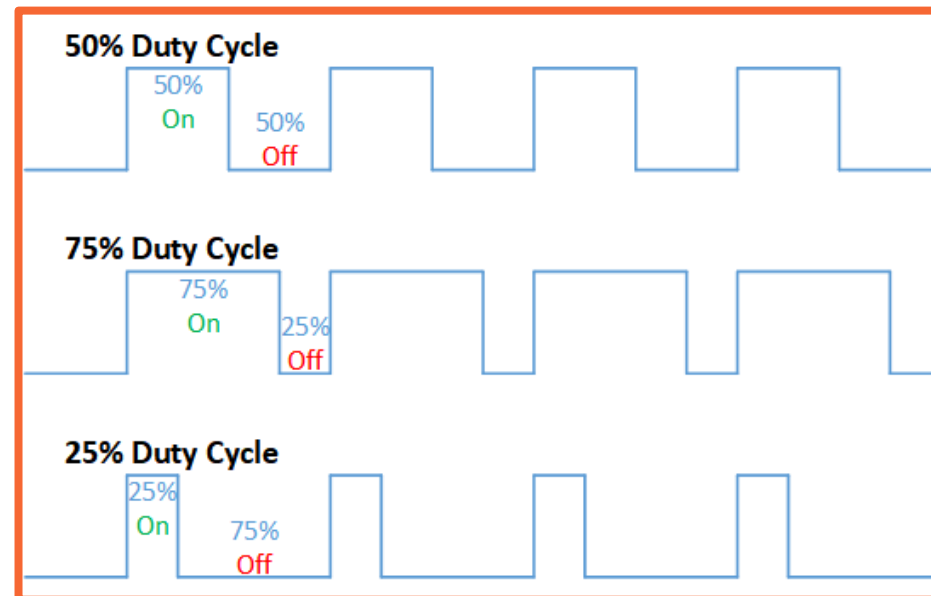 50% Duty Cycle
50%
On
50%
Off
75% Duty Cycle
75%
On
25%
Off
25% Duty Cycle
25%
On
75%
Off